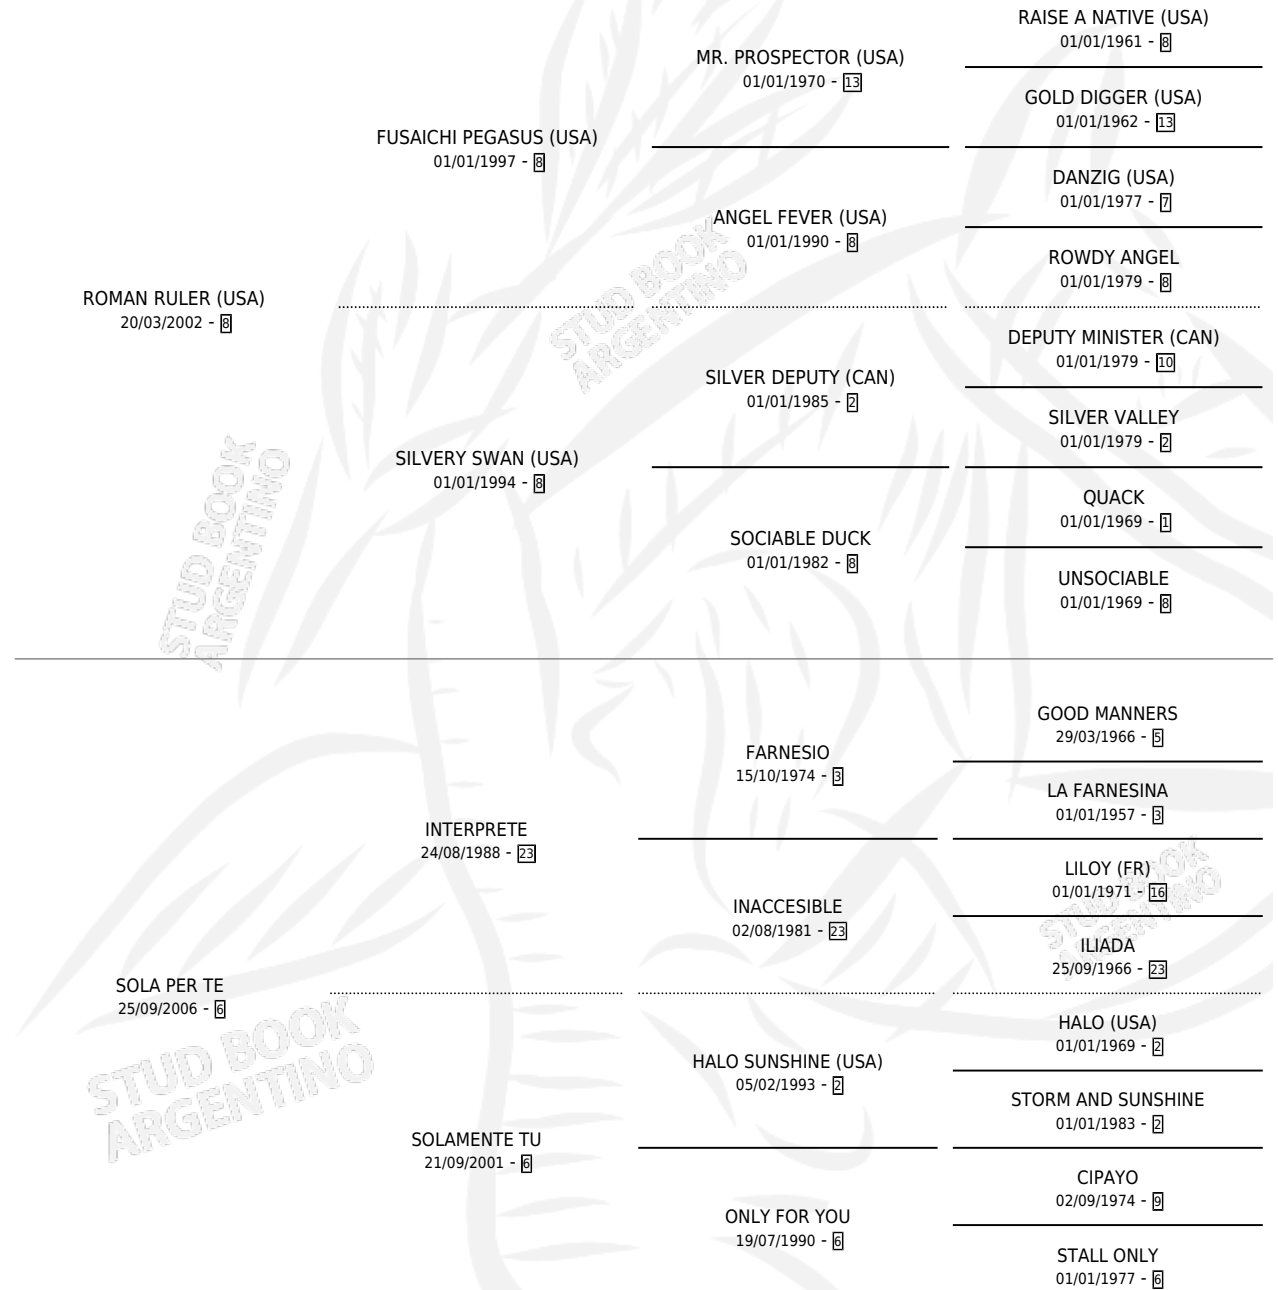 RAISE A NATIVE (USA)
01/01/1961 - 8
MR. PROSPECTOR (USA)
01/01/1970 - 13
GOLD DIGGER (USA)
01/01/1962 - 13
FUSAICHI PEGASUS (USA)
01/01/1997 - 8
DANZIG (USA)
01/01/1977 - 7
ANGEL FEVER (USA)
01/01/1990 - 8
ROWDY ANGEL
01/01/1979 - 8
ROMAN RULER (USA)
20/03/2002 - 8
DEPUTY MINISTER (CAN)
01/01/1979 - 10
SILVER DEPUTY (CAN)
01/01/1985 - 2
SILVER VALLEY
01/01/1979 - 2
SILVERY SWAN (USA)
01/01/1994 - 8
QUACK
01/01/1969 - 1
SOCIABLE DUCK
01/01/1982 - 8
UNSOCIABLE
01/01/1969 - 8
GOOD MANNERS
29/03/1966 - 5
FARNESIO
15/10/1974 - 3
LA FARNESINA
01/01/1957 - 3
INTERPRETE
24/08/1988 - 23
LILOY (FR)
01/01/1971 - 16
INACCESIBLE
02/08/1981 - 23
ILIADA
25/09/1966 - 23
SOLA PER TE
25/09/2006 - 6
HALO (USA)
01/01/1969 - 2
HALO SUNSHINE (USA)
05/02/1993 - 2
STORM AND SUNSHINE
01/01/1983 - 2
SOLAMENTE TU
21/09/2001 - 6
CIPAYO
02/09/1974 - 9
ONLY FOR YOU
19/07/1990 - 6
STALL ONLY
01/01/1977 - 6
STUD BOOK
ARGENTINO
STUD BOOK
ARGENTINO
STUD BOOK
ARGENTINO
STUD BOOK
ARGENTINO